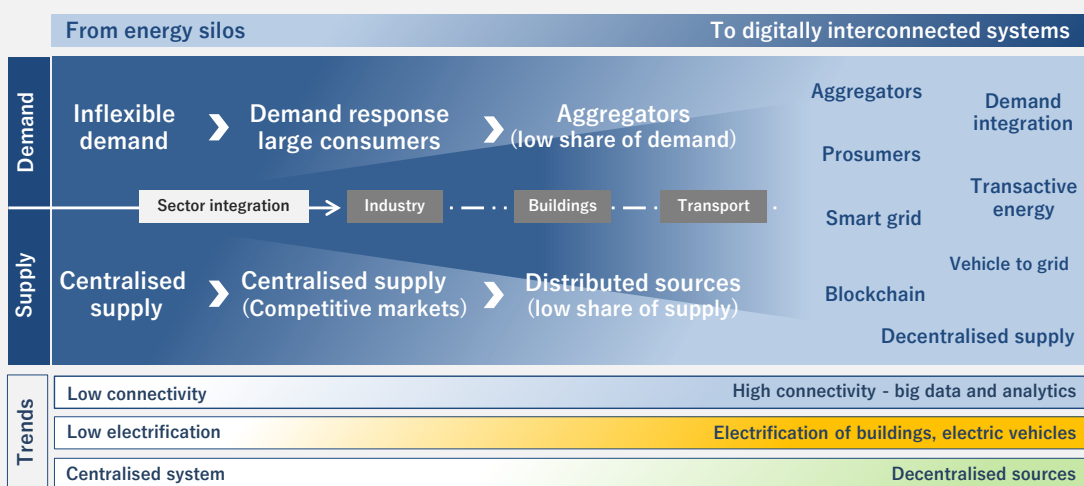 From energy silos
To digitally interconnected systems
Demand
Inflexible
demand
Demand response
large consumers
Aggregators
(low share of demand)
Aggregators
Demand
integration
Prosumers
Sector integration
Industry
Buildings
Transport
Transactive
energy
Smart grid
Supply
Centralised
supply
Centralised supply
(Competitive markets)
Distributed sources
(low share of supply)
Vehicle to grid
Blockchain
Decentralised supply
Trends
Low connectivity
High connectivity - big data and analytics
Low electrification
Electrification of buildings, electric vehicles
Centralised system
Decentralised sources